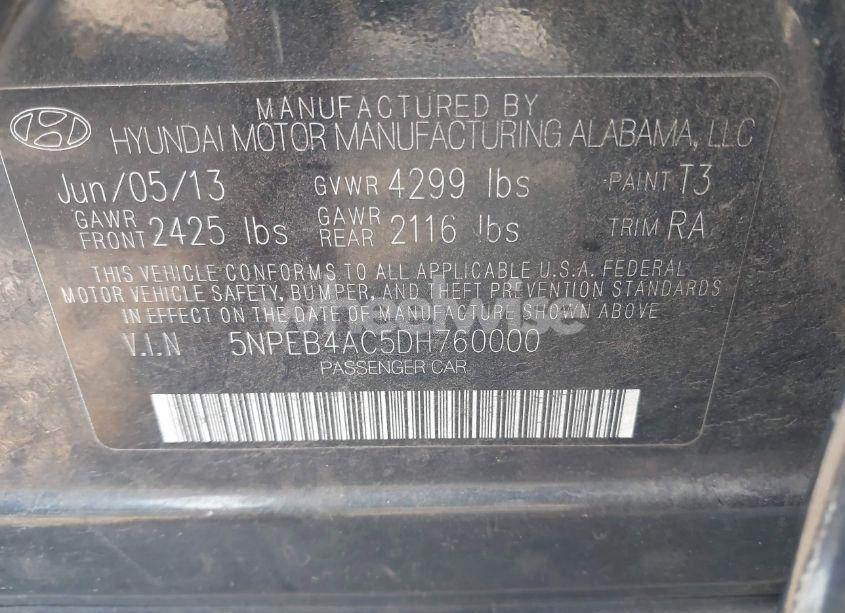 MANUFACTURED BY
HYUNDAI MOTOR MANUFACTURING ALABAMA, LLC
Jun/05/13 GVWR 4299 lbs PAINT T3
GAWR FRONT 2425 lbs GAWR REAR 2116 lbs TRIM RA
THIS VEHICLE CONFORMS TO ALL APPLICABLE U.S.A. FEDERAL
MOTOR VEHICLE SAFETY, BUMPER, AND THEFT PREVENTION STANDARDS
IN EFFECT ON THE DATE OF MANUFACTURE SHOWN ABOVE
wheelwise
V.I.N 5NPEB4AC5DH760000
PASSENGER CAR